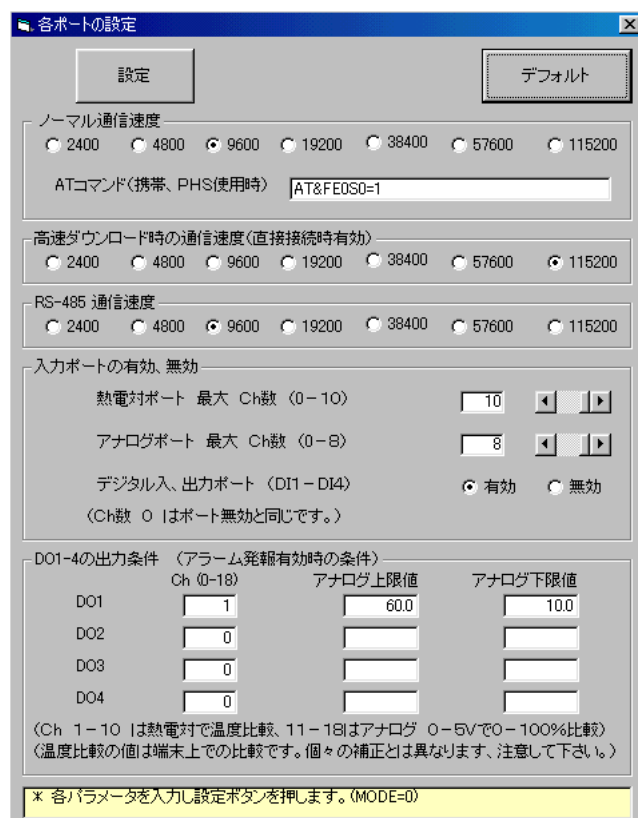 各ポートの設定
設定 デフォルト
ノーマル通信速度
2400 4800 9600 19200 38400 57600 115200
ATコマンド(携帯、PHS使用時) AT&FE0S0=1
高速ダウンロード時の通信速度(直接接続時有効)
2400 4800 9600 19200 38400 57600 115200
RS-485 通信速度
2400 4800 9600 19200 38400 57600 115200
入力ポートの有効、無効
熱電対ポート 最大 Ch数 (0-10) 10
アナログポート 最大 Ch数 (0-8) 8
デジタル入、出力ポート (DI1-DI4) 有効 無効
(Ch数 0 はポート無効と同じです。)
DO1-4の出力条件 (アラーム発報有効時の条件)
Ch (0-18) アナログ上限値 アナログ下限値
DO1 1 60.0 10.0
DO2 0
DO3 0
DO4 0
(Ch 1-10 は熱電対で温度比較、11-18はアナログ 0-5Vで0-100%比較)
(温度比較の値は端末上での比較です。個々の補正とは異なります、注意して下さい。)
* 各パラメータを入力し設定ボタンを押します。(MODE=0)